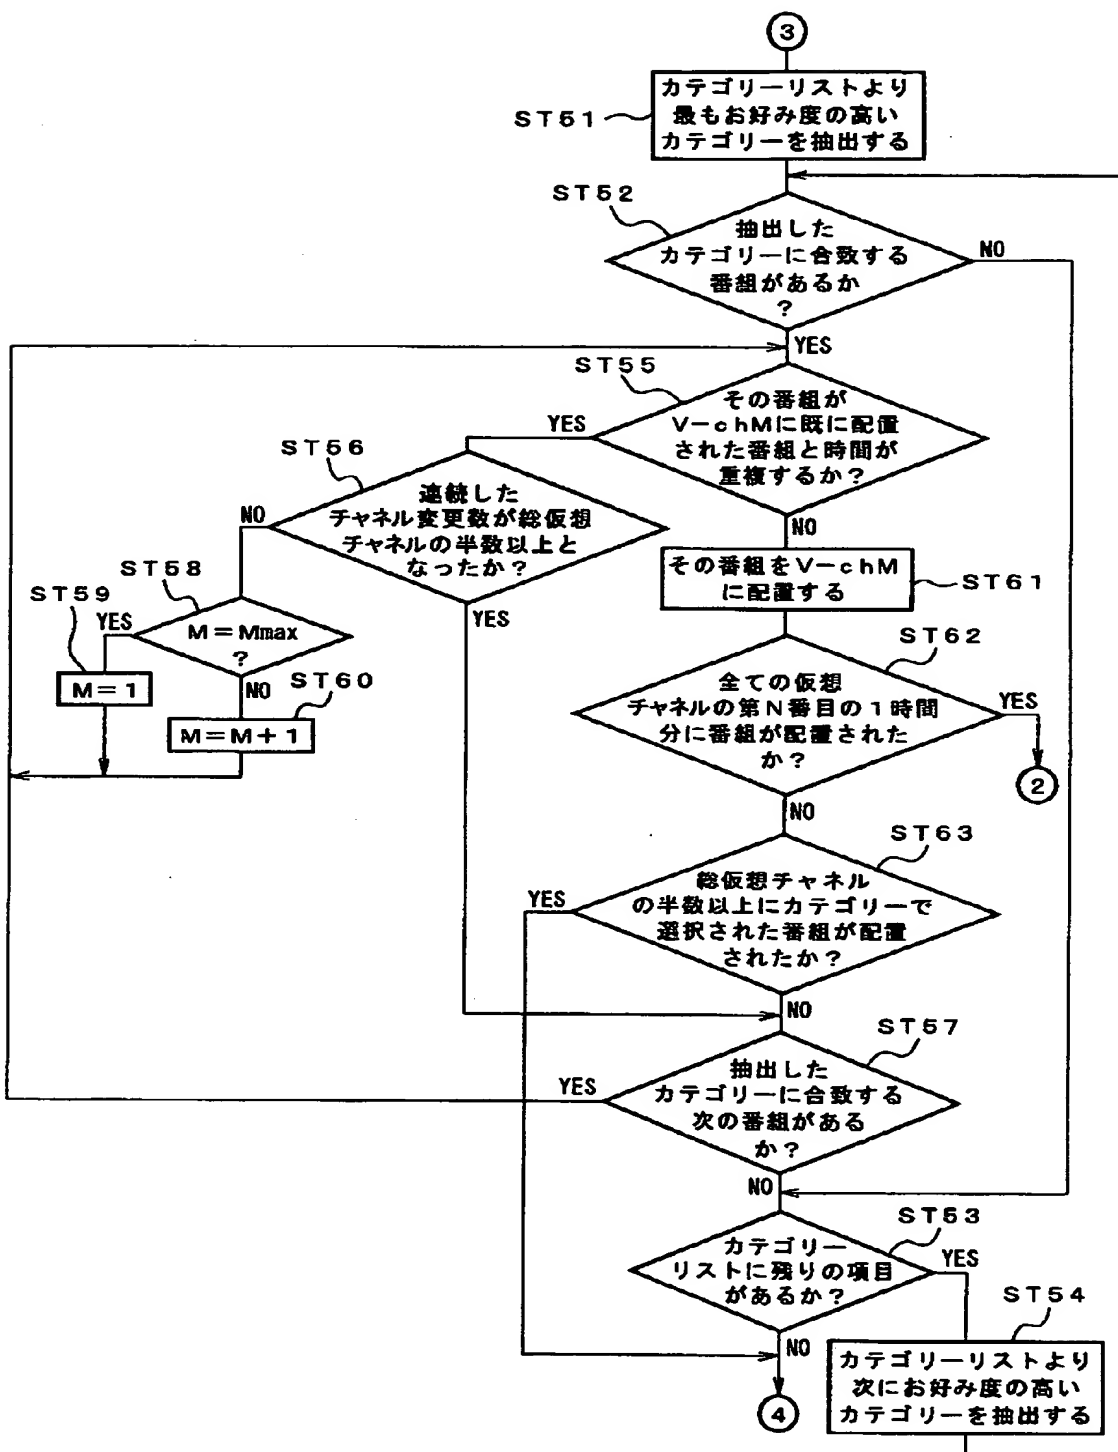 3
ST51
カテゴリーリストより
最もお好み度の高い
カテゴリーを抽出する
ST52
抽出した
カテゴリーに合致する
番組があるか
?
NO
YES
ST55
その番組が
V-chMに既に配置
された番組と時間が
重複するか?
YES
NO
ST56
連続した
チャネル変更数が総仮想
チャネルの半数以上と
なったか?
NO
YES
ST58
M=Mmax
?
YES
NO
ST59
M=1
ST60
M=M+1
その番組をV-chM
に配置する
ST61
ST62
全ての仮想
チャネルの第N番目の1時間
分に番組が配置された
か?
YES
2
NO
ST63
総仮想チャネル
の半数以上にカテゴリーで
選択された番組が配置
されたか?
YES
NO
ST57
抽出した
カテゴリーに合致する
次の番組がある
か?
YES
NO
ST53
カテゴリー
リストに残りの項目
があるか?
YES
NO
ST54
カテゴリーリストより
次にお好み度の高い
カテゴリーを抽出する
4